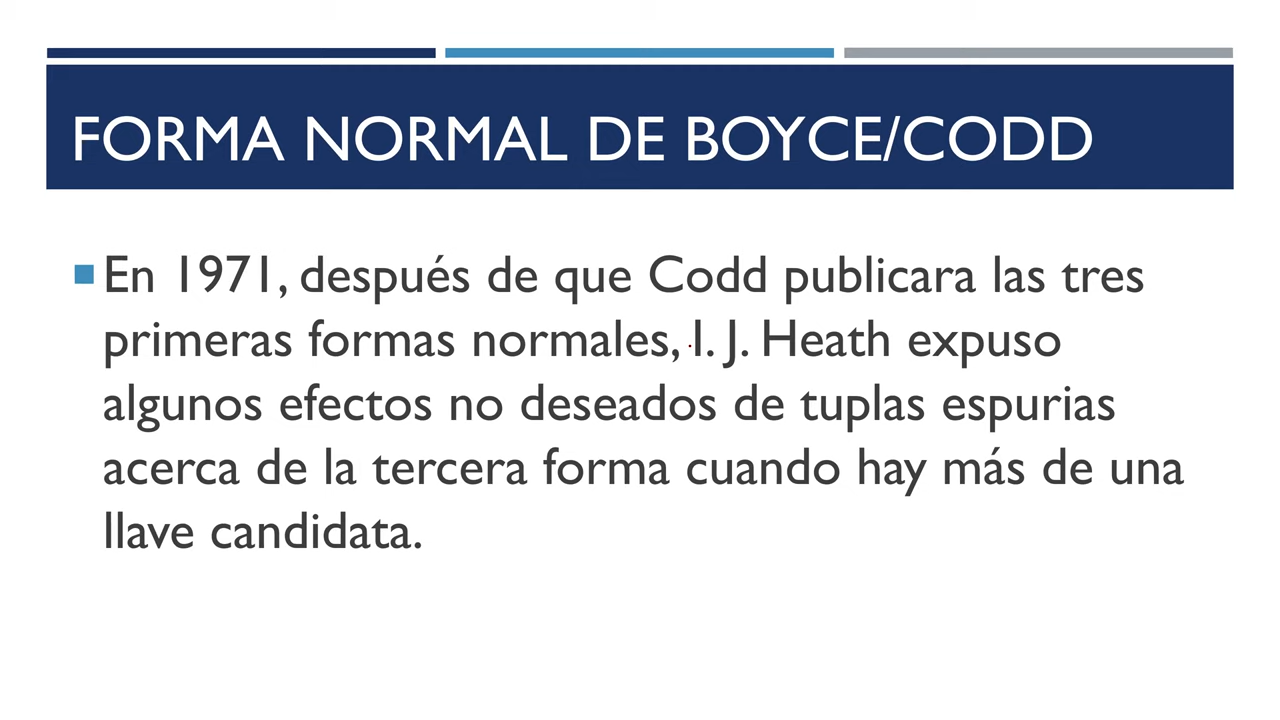 FORMA NORMAL DE BOYCE/CODD
En 1971, después de que Codd publicara las tres
primeras formas normales, I. J. Heath expuso
algunos efectos no deseados de tuplas espurias
acerca de la tercera forma cuando hay más de una
llave candidata.